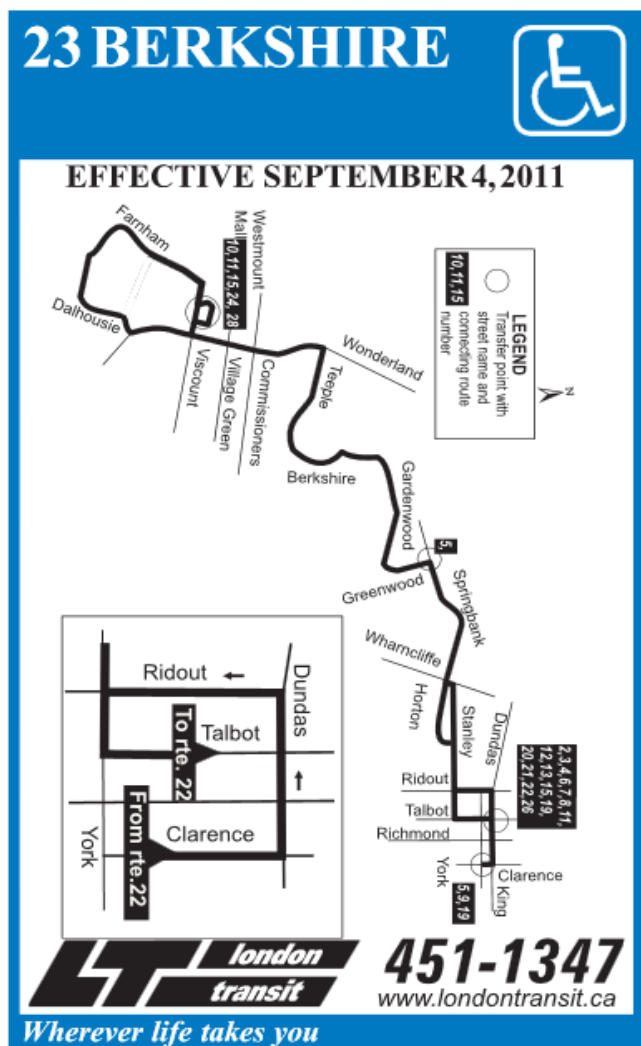 23 BERKSHIRE
EFFECTIVE SEPTEMBER 4, 2011
Farnham
Dalhousie
Westmount
Mall
10,11,15,24, 28
Viscount
Village Green
Commissioners
Wonderland
Teeple
Berkshire
LEGEND
Transfer point with
street name and
connecting route
number
10,11,15
N
Gardenwood
Greenwood
5,
Springbank
Wharncliffe
Horton
Stanley
Dundas
2,3,4,6,7,8,11,
12,13,15,19,
20,21,22,26
Ridout
Talbot
Richmond
York
Clarence
King
5,9,19
Ridout
Dundas
To rte. 22
Talbot
From rte.22
Clarence
York
LT
london
transit
451-1347
www.londontransit.ca
Wherever life takes you